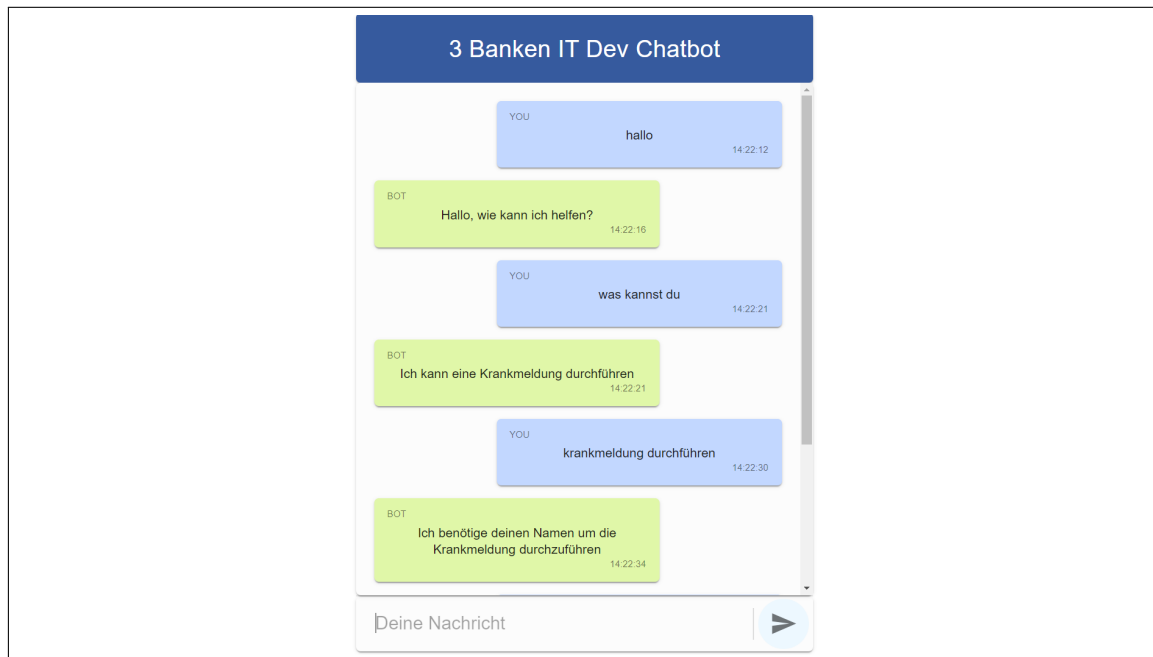 3 Banken IT Dev Chatbot
YOU
hallo
14:22:12
BOT
Hallo, wie kann ich helfen?
14:22:16
YOU
was kannst du
14:22:21
BOT
Ich kann eine Krankmeldung durchführen
14:22:21
YOU
krankmeldung durchführen
14:22:30
BOT
Ich benötige deinen Namen um die
Krankmeldung durchzuführen
14:22:34
Deine Nachricht